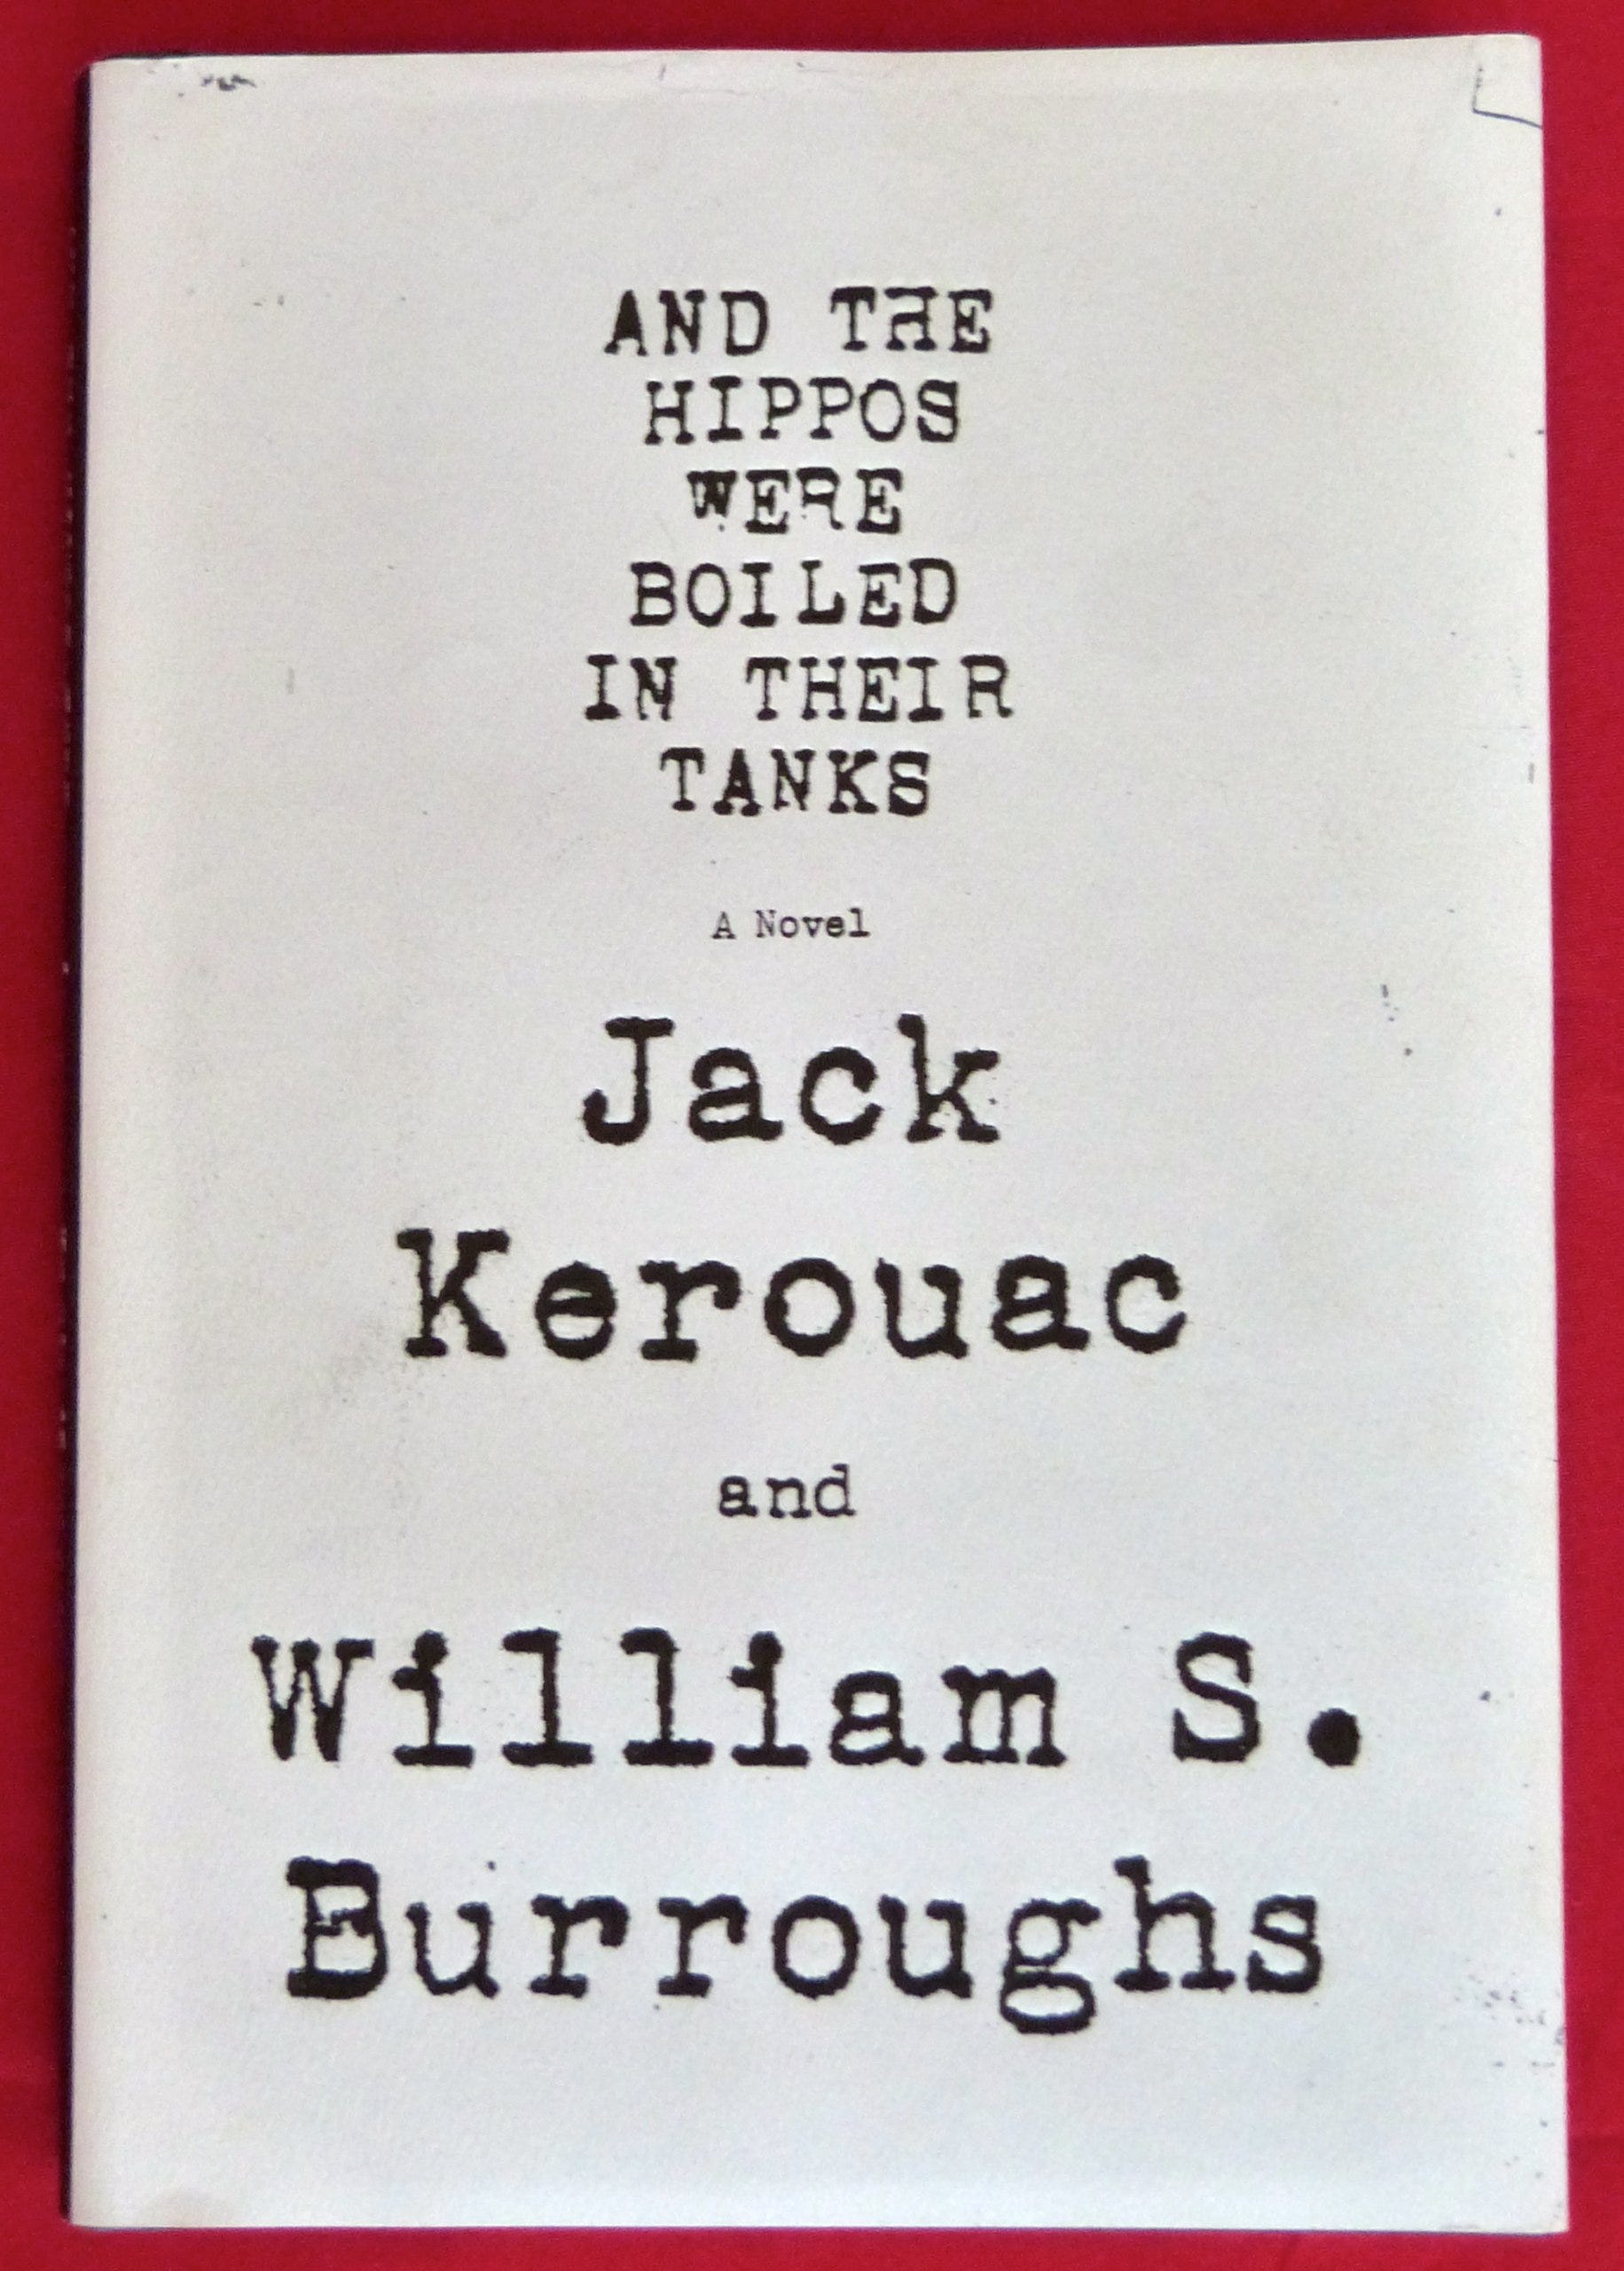 AND THE
HIPPOS
WERE
BOILED
IN THEIR
TANKS
A Novel
Jack
Kerouac
and
William S.
Burroughs